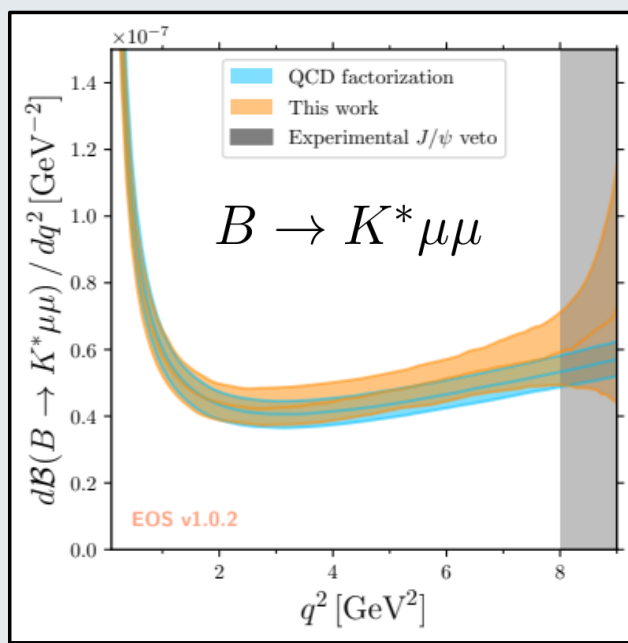 ×10⁻⁷
QCD factorization
This work
Experimental J/ψ veto
B → K*μμ
dB(B → K*μμ) / dq² [GeV⁻²]
1.4
1.2
1.0
0.8
0.6
0.4
0.2
0.0
EOS v1.0.2
2 4 6 8
q² [GeV²]